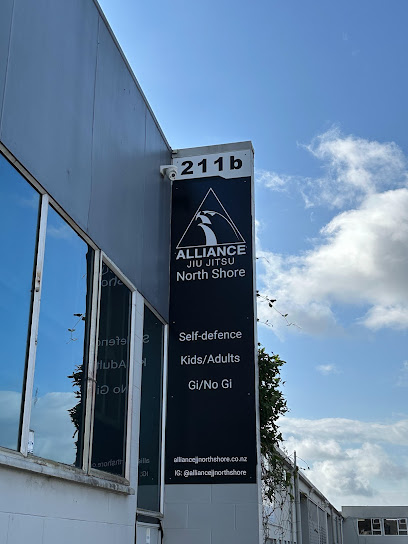 211b
ALLIANCE
JIU JITSU
North Shore
Self-defence
Kids/Adults
Gi/No Gi
alliancejjnorthshore.co.nz
IG: @alliancejjnorthshore